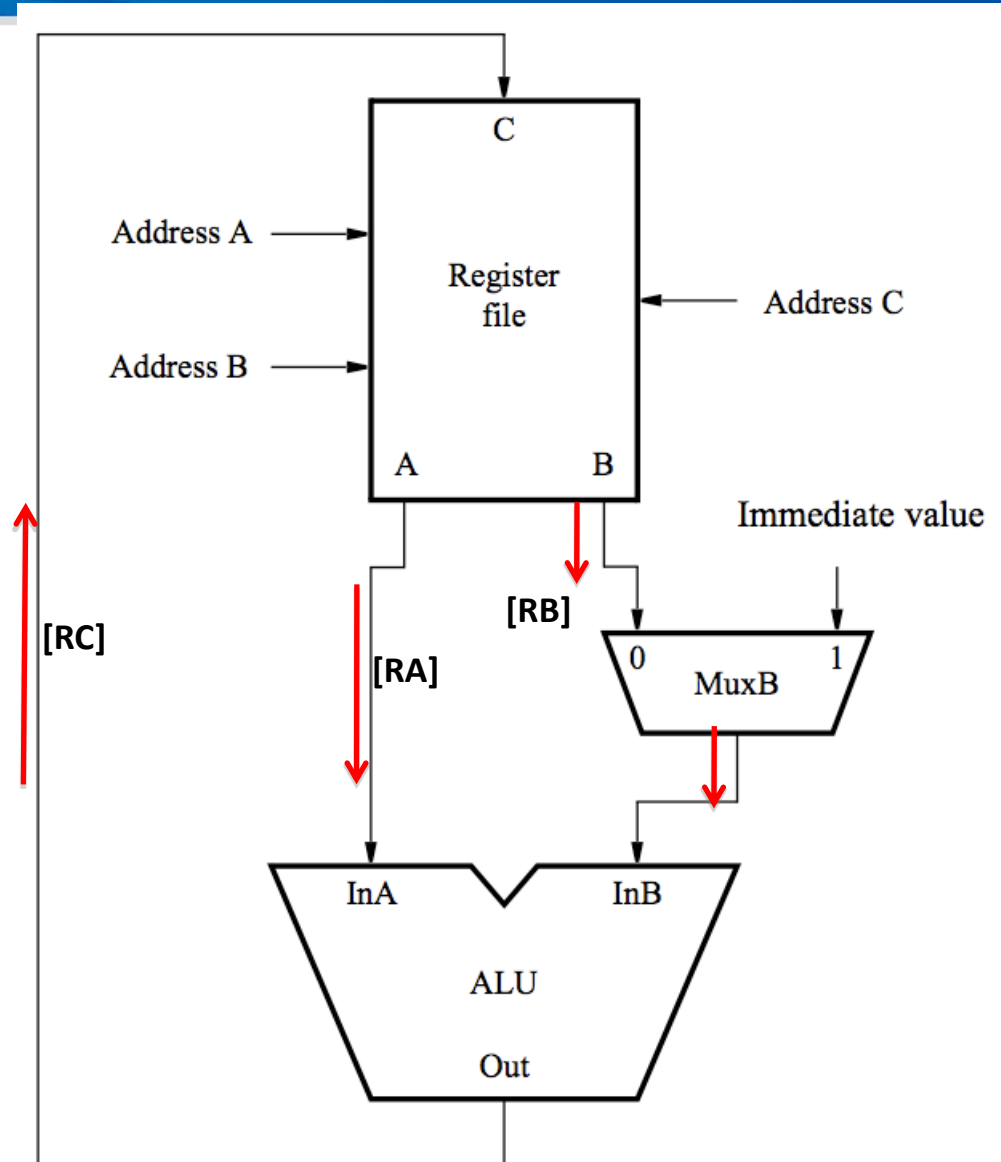 C
Address A
Register
file
Address C
Address B
A
B
Immediate value
[RB]
[RC]
[RA]
0
1
MuxB
InA
InB
ALU
Out